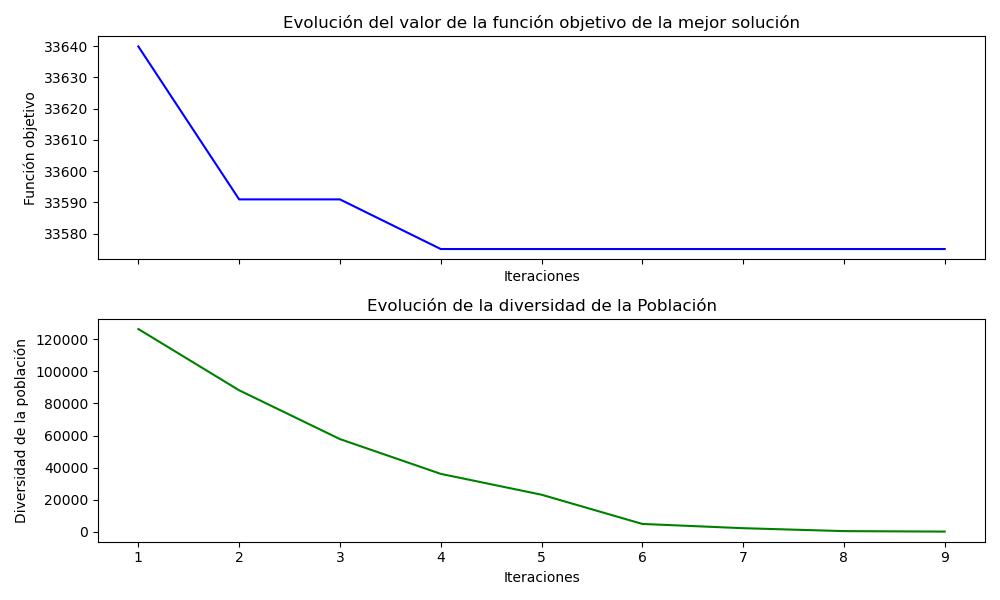 Evolución del valor de la función objetivo de la mejor solución
Función objetivo
33640
33630
33620
33610
33600
33590
33580
Iteraciones
Evolución de la diversidad de la Población
Diversidad de la población
120000
100000
80000
60000
40000
20000
0
1 2 3 4 5 6 7 8 9
Iteraciones